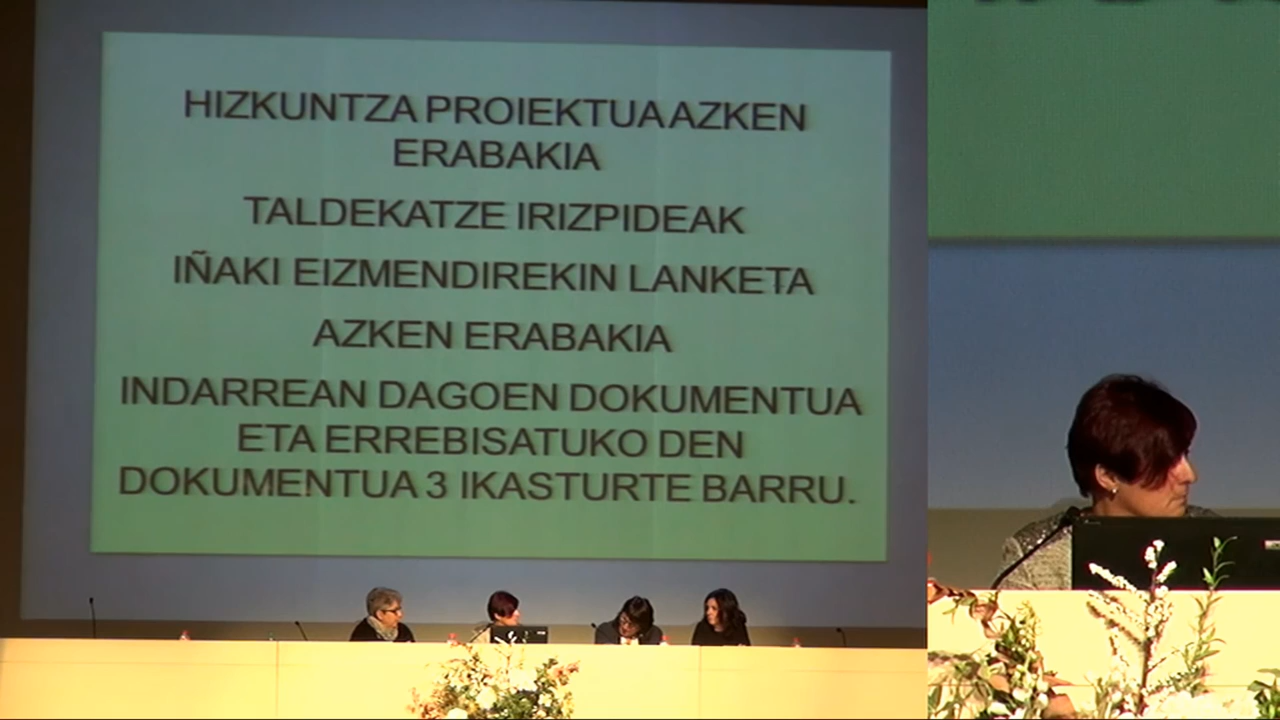 HIZKUNTZA PROIEKTUA AZKEN
ERABAKIA
TALDEKATZE IRIZPIDEAK
IÑAKI EIZMENDIREKIN LANKETA
AZKEN ERABAKIA
INDARREAN DAGOEN DOKUMENTUA
ETA ERREBISATUKO DEN
DOKUMENTUA 3 IKASTURTE BARRU.